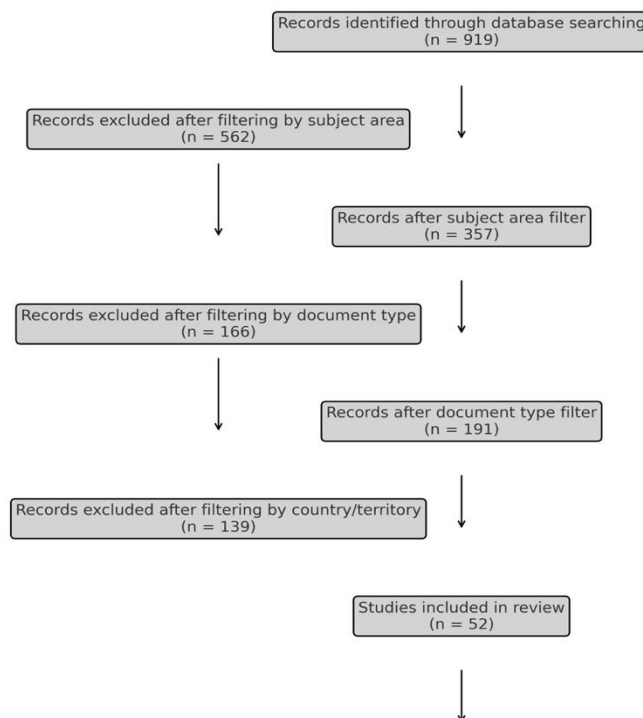 Records identified through database searching
(n = 919)
Records excluded after filtering by subject area
(n = 562)
Records after subject area filter
(n = 357)
Records excluded after filtering by document type
(n = 166)
Records after document type filter
(n = 191)
Records excluded after filtering by country/territory
(n = 139)
Studies included in review
(n = 52)